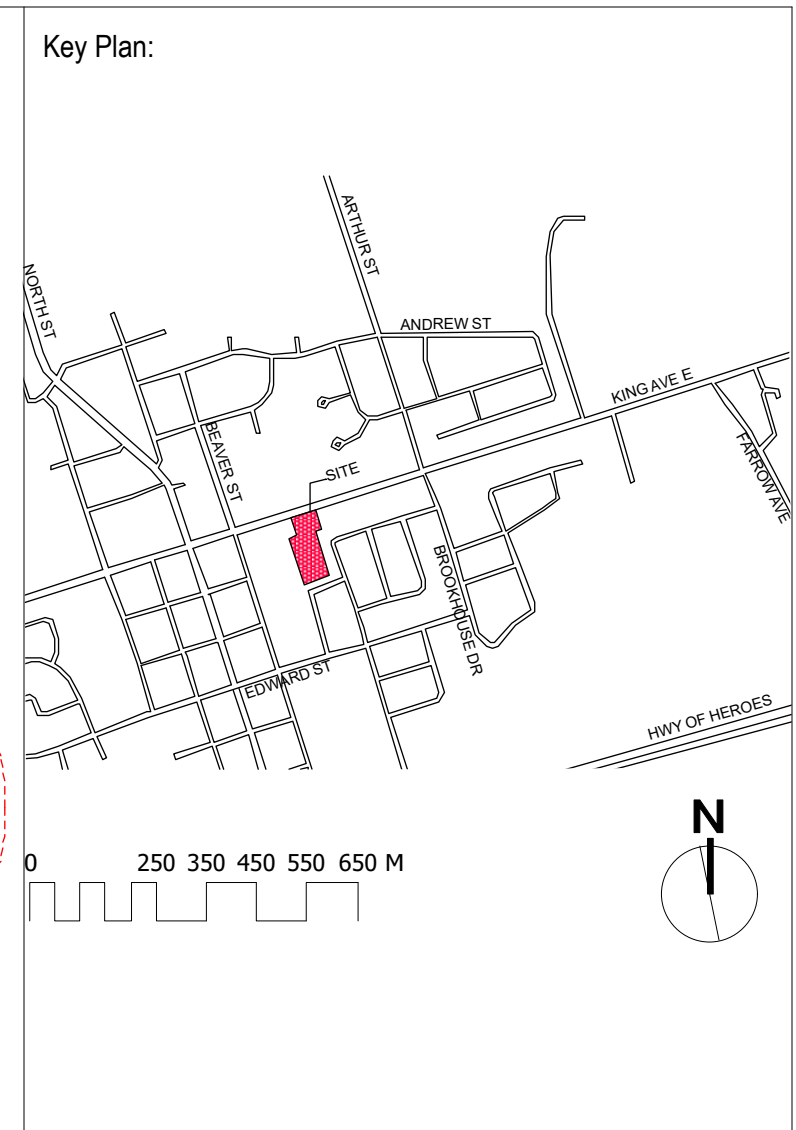 Key Plan:
ARTHUR ST
NORTH ST
ANDREW ST
KING AVE E
BEAVER ST
FARROW AVE
SITE
BROOKHOUSE DR
EDWARD ST
HWY OF HEROES
N
0 250 350 450 550 650 M